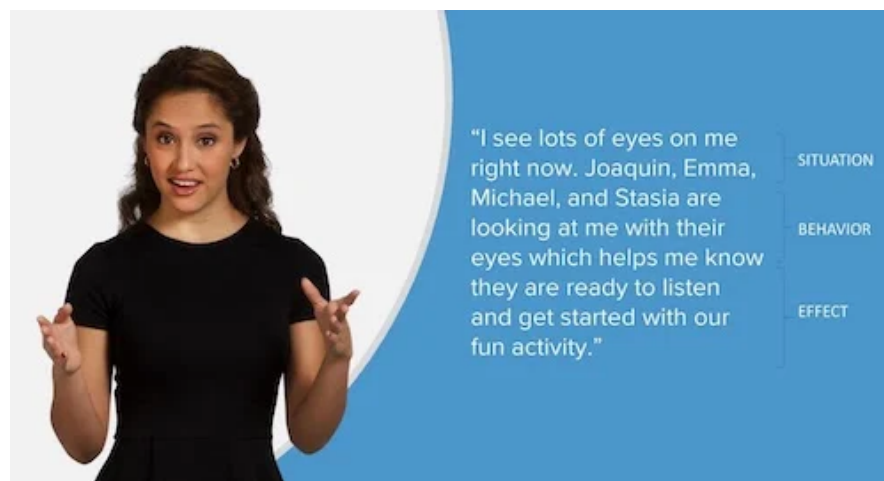 “I see lots of eyes on me
right now. Joaquin, Emma,
Michael, and Stasia are
looking at me with their
eyes which helps me know
they are ready to listen
and get started with our
fun activity.”
SITUATION
BEHAVIOR
EFFECT